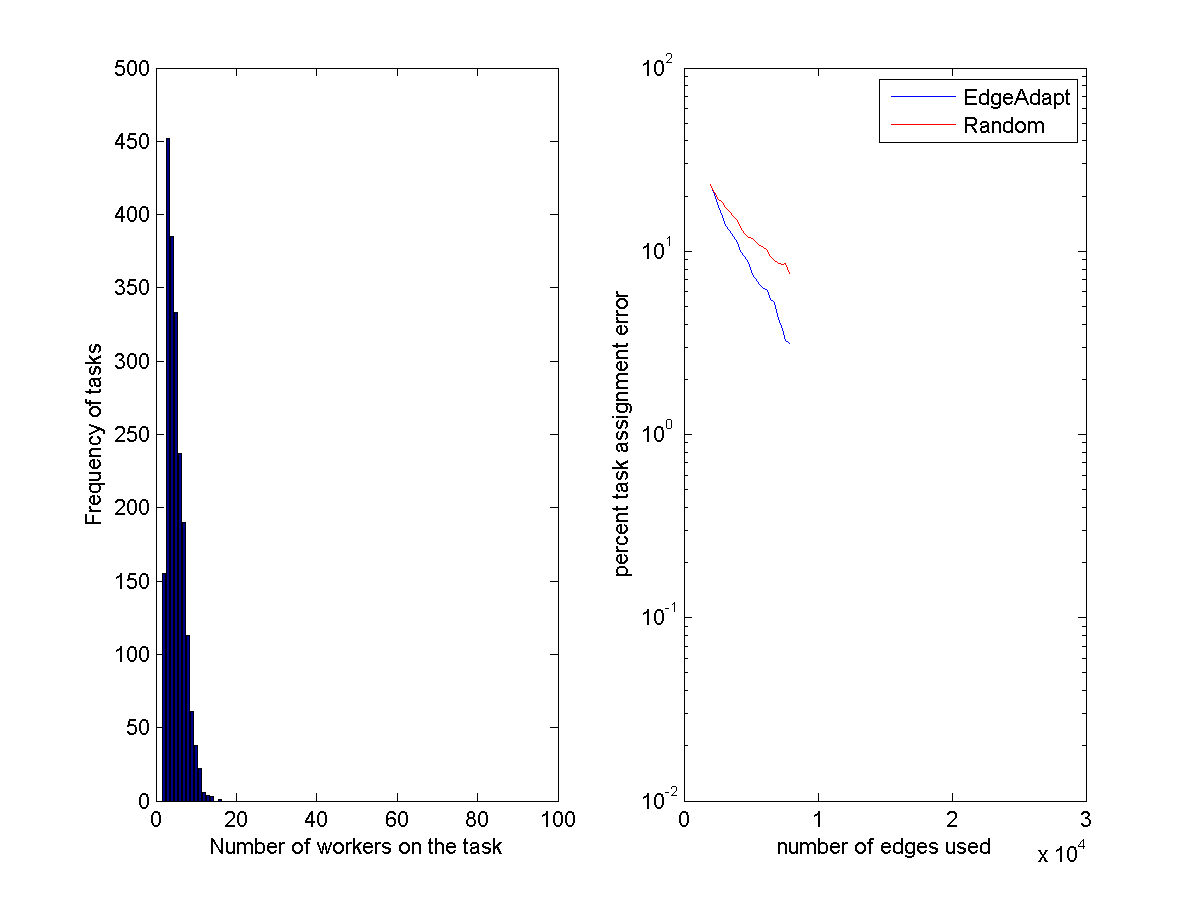 500
450
400
350
300
250
200
150
100
50
0
0 20 40 60 80 100
Frequency of tasks
Number of workers on the task
10^2
10^1
10^0
10^-1
10^-2
0 1 2 3
x 10^4
percent task assignment error
number of edges used
EdgeAdapt
Random